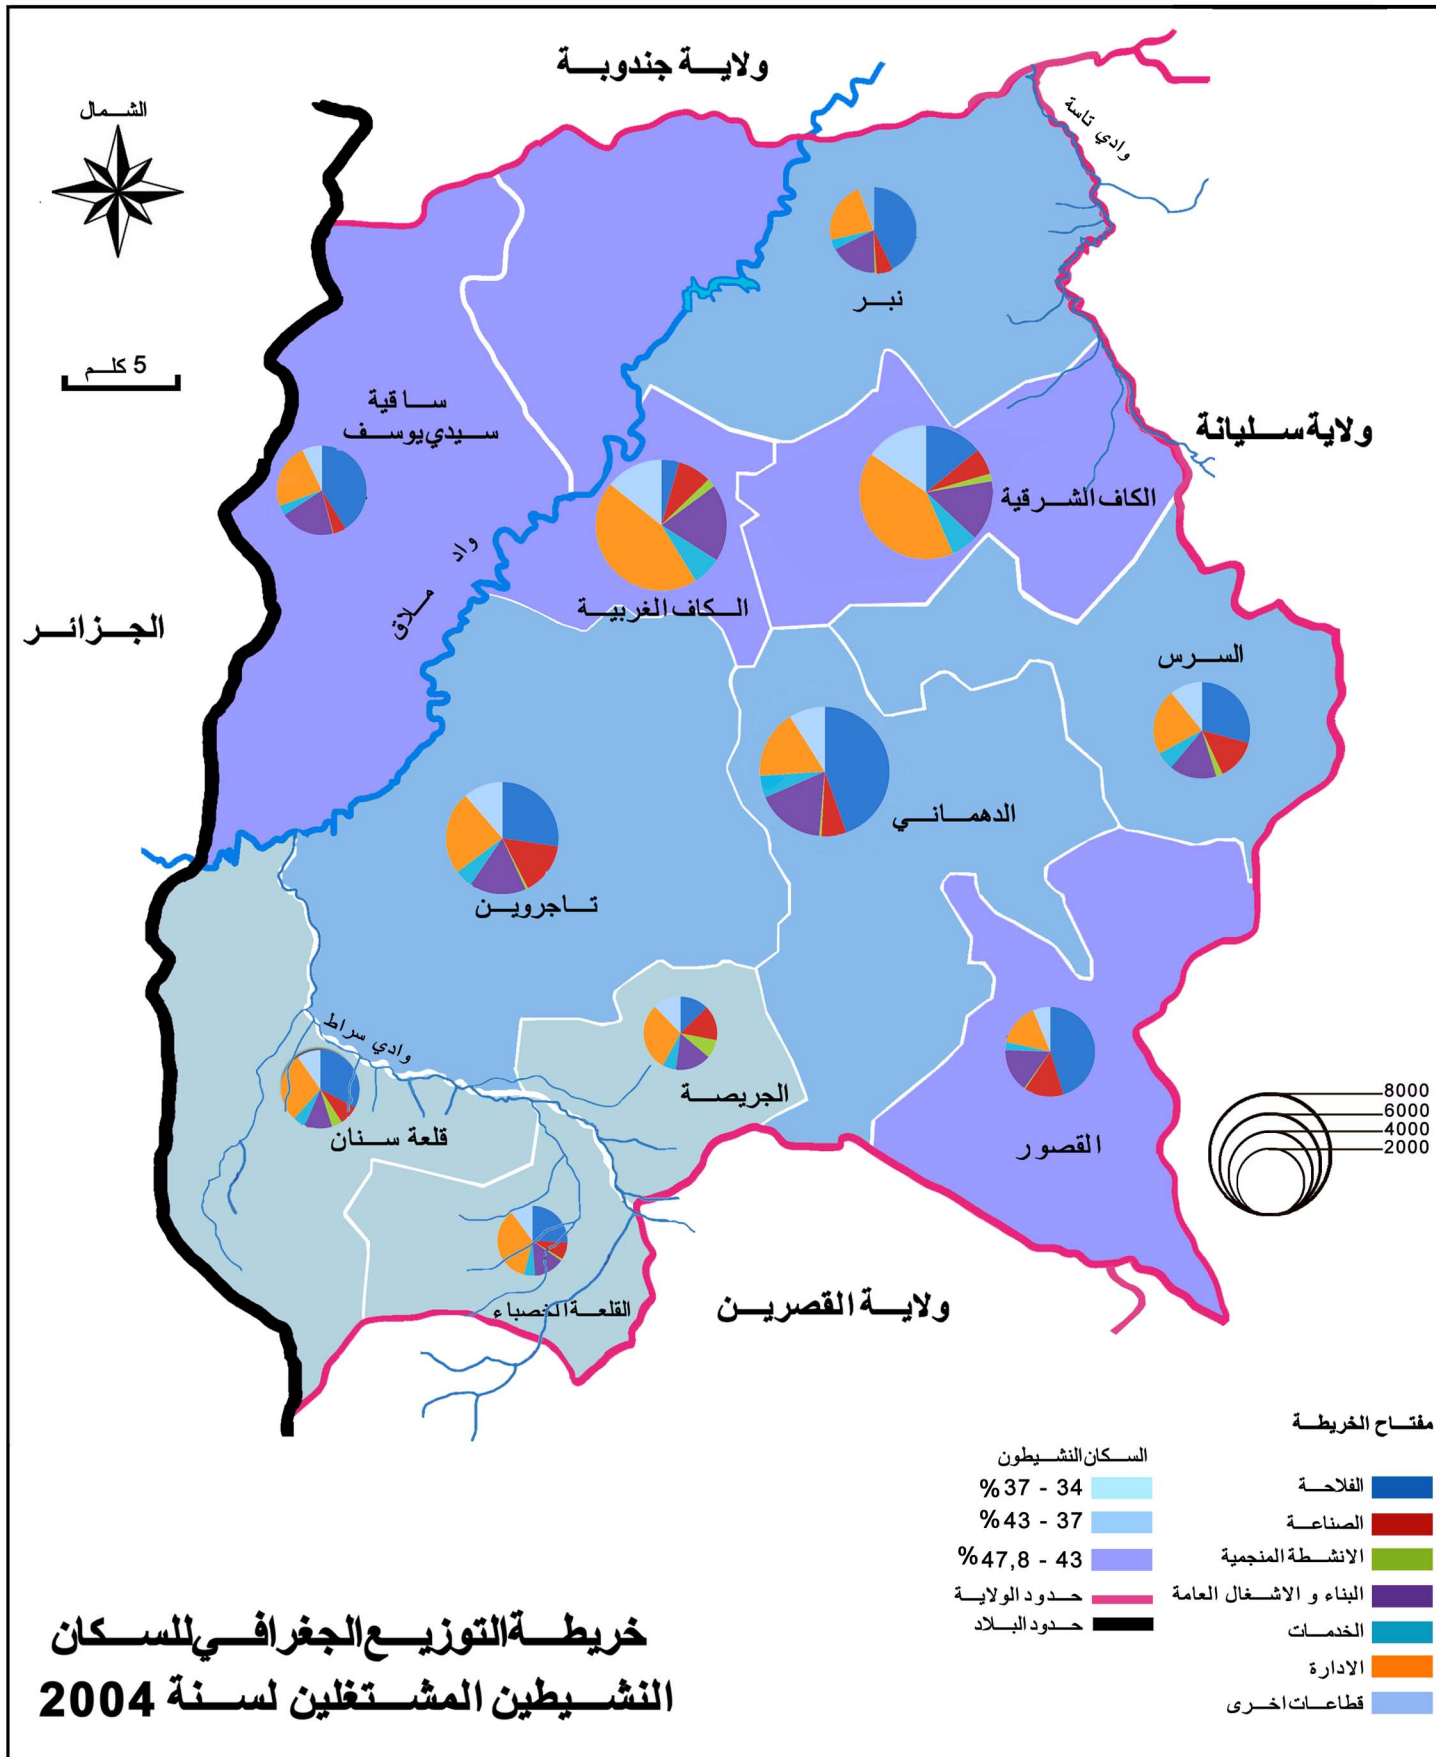 ولاية جندوبة
الشمال
وادي تاسة
نبر
5 كلم
ساقية
سيدي يوسف
ولاية سليانة
الكاف الشرقية
واد
ملاق
الكاف الغربية
الجزائر
السرس
الدهماني
تاجروين
وادي سراط
الجريصة
قلعة سنان
القصور
8000
6000
4000
2000
القلعة الخصباء
ولاية القصرين
مفتاح الخريطة
الفلاحة
الصناعة
الانشطة المنجمية
البناء و الاشغال العامة
الخدمات
الادارة
قطاعات اخرى
السكان النشيطون
34 - 37 %
37 - 43 %
43 - 47,8 %
حدود الولاية
حدود البلاد
خريطة التوزيع الجغرافي للسكان
النشيطين المشتغلين لسنة 2004